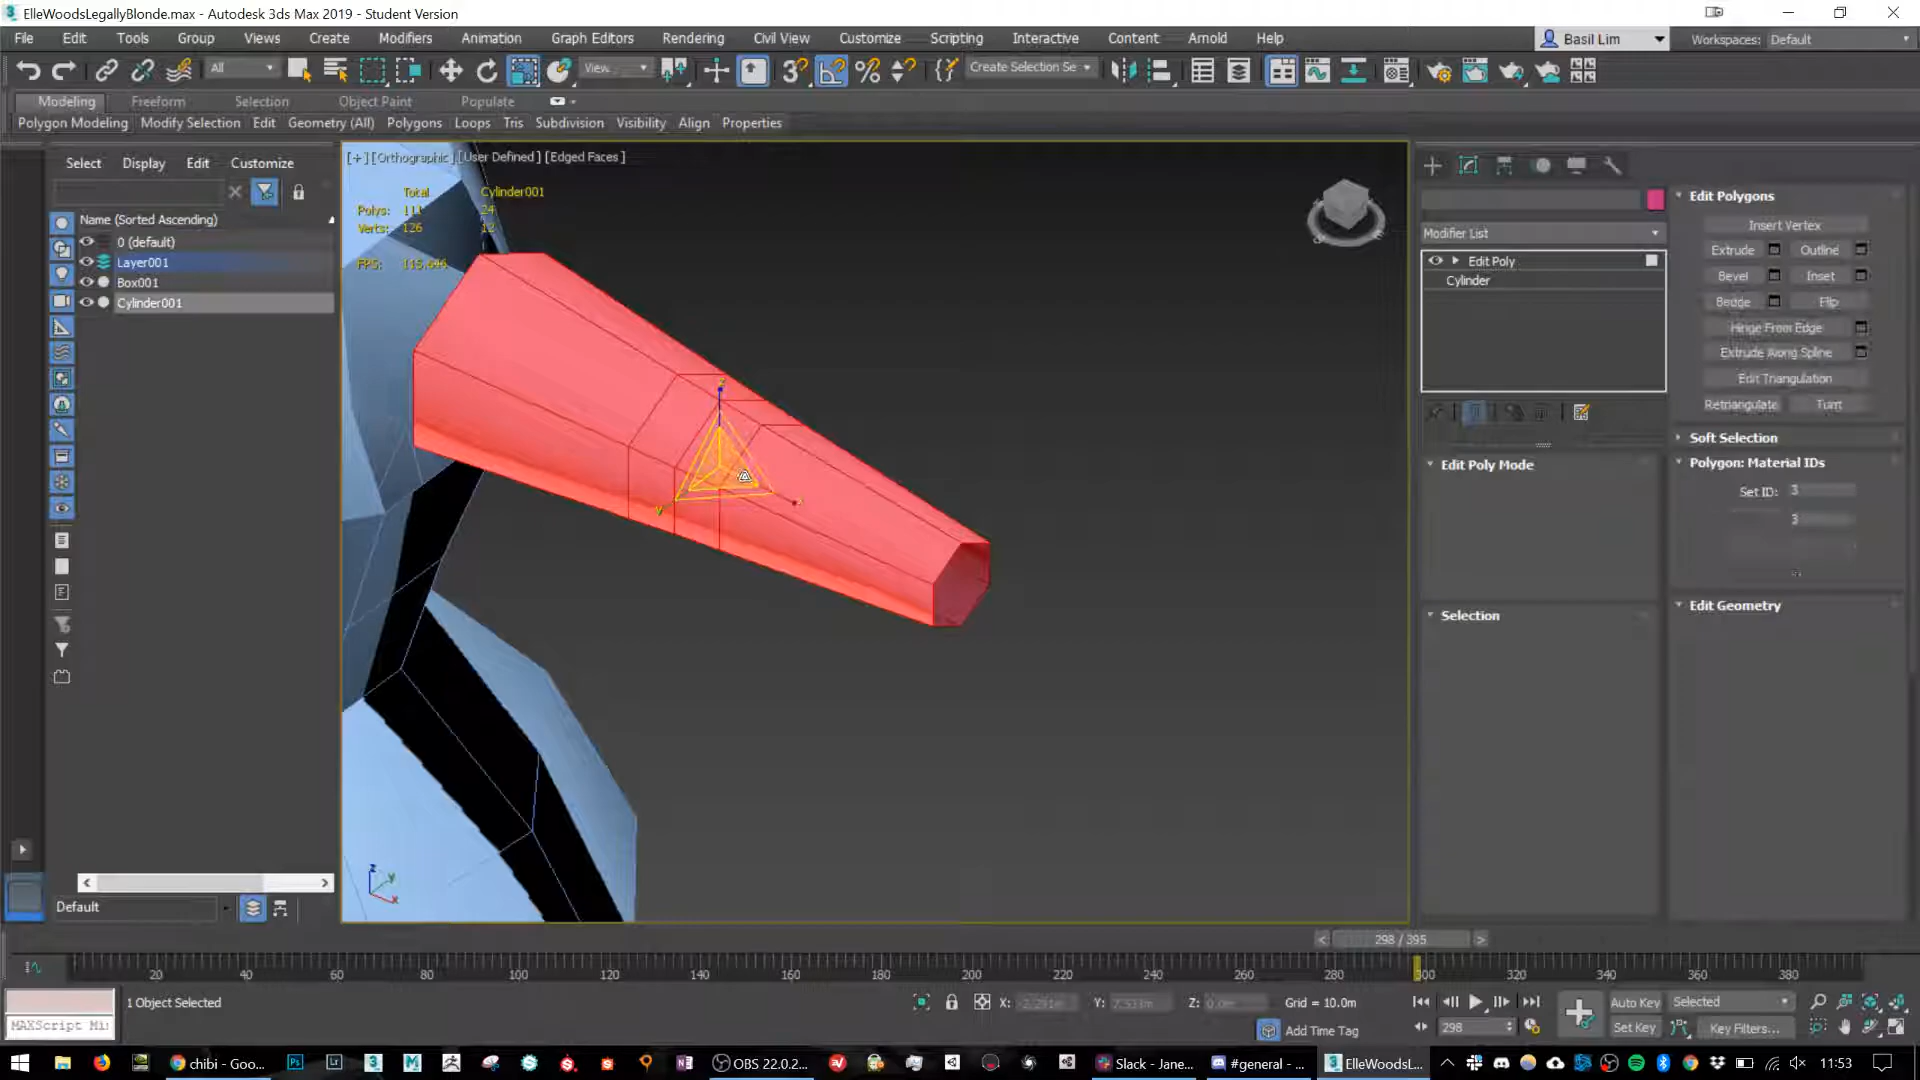 ElleWoodsLegallyBlonde.max - Autodesk 3ds Max 2019 - Student Version
File Edit Tools Group Views Create Modifiers Animation Graph Editors Rendering Civil View Customize Scripting Interactive Content Arnold Help
Basil Lim
Workspaces: Default
All
View
Create Selection Se
Modeling Freeform Selection Object Paint Populate
Polygon Modeling Modify Selection Edit Geometry (All) Polygons Loops Tris Subdivision Visibility Align Properties
Select Display Edit Customize
Name (Sorted Ascending)
0 (default)
Layer001
Box001
Cylinder001
Default
[+] [Orthographic] [User Defined] [Edged Faces]
Total Cylinder001
Polys: 24
Verts: 126 12
FPS:
z
y
x
Modifier List
Edit Poly
Cylinder
Edit Poly Mode
Selection
Edit Polygons
Insert Vertex
Extrude Outline
Bevel Inset
Bridge Flip
Hinge From Edge
Extrude Along Spline
Edit Triangulation
Retriangulate Turn
Soft Selection
Polygon: Material IDs
Set ID: 3
3
Edit Geometry
298 / 395
20 40 60 80 100 120 140 160 180 200 220 240 260 280 300 320 340 360 380
1 Object Selected
MAXScript Mi
X: Y: Z: 0.0m Grid = 10.0m
Add Time Tag
298
Auto Key Selected
Set Key Key Filters...
chibi - Goo...
OBS 22.0.2...
Slack - Jane...
#general - ...
ElleWoodsL...
11:53